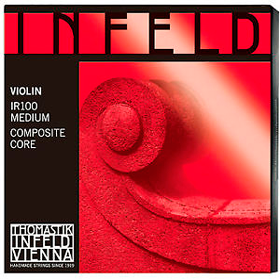 INFELD
VIOLIN
IR100
MEDIUM
COMPOSITE
CORE
THOMASTIK
INFELD
VIENNA
HANDMADE STRINGS SINCE 1919